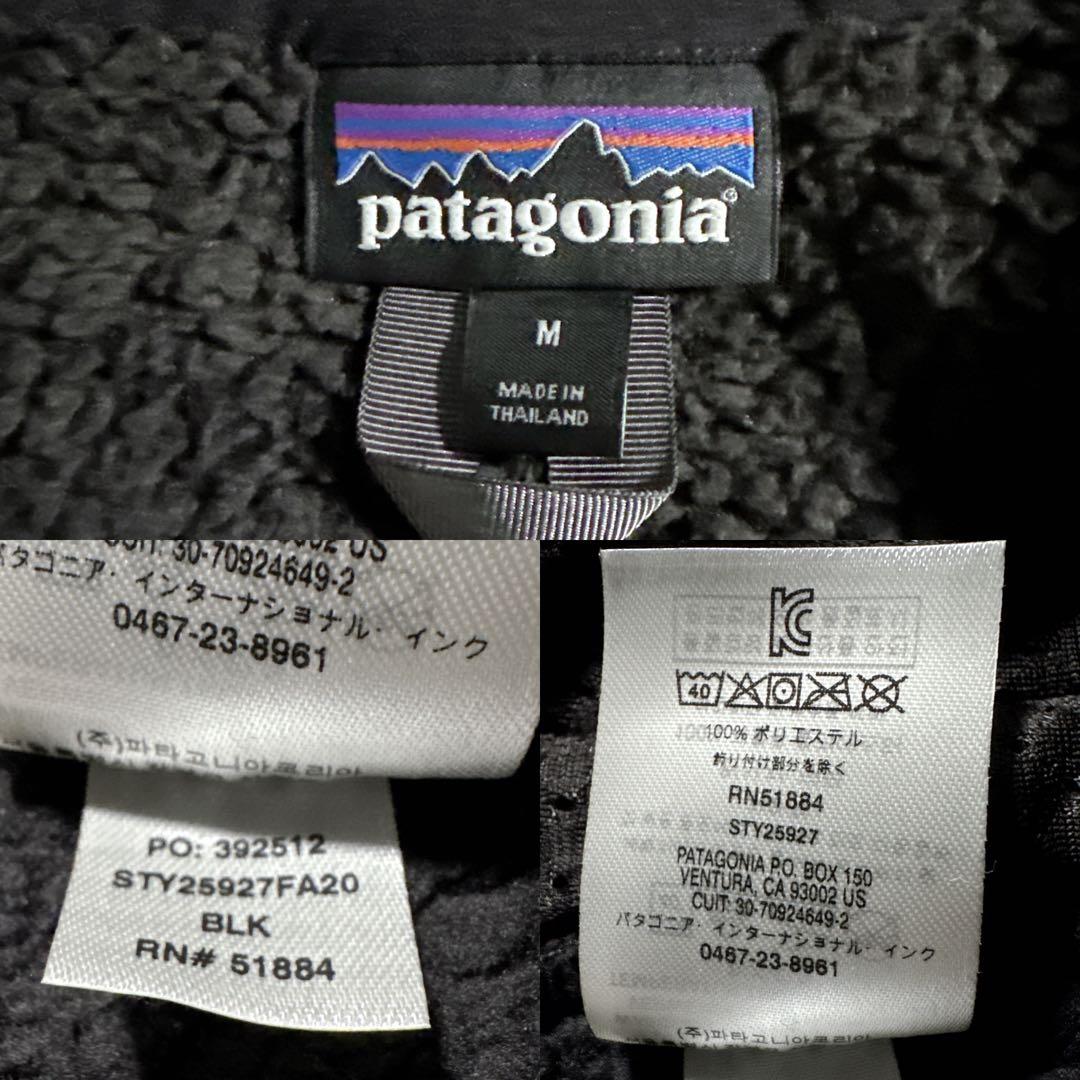 patagonia®
M
MADE IN
THAILAND
30-70924649-2
パタゴニア・インターナショナル・インク
0467-23-8961
(주)파타고니아코리아
PO: 392512
STY25927FA20
BLK
RN# 51884
40
100% ポリエステル
釣り付け部分を除く
RN51884
STY25927
PATAGONIA P.O. BOX 150
VENTURA, CA 93002 US
CUIT: 30-70924649-2
パタゴニア・インターナショナル・インク
0467-23-8961
(주)파타고니아코리아